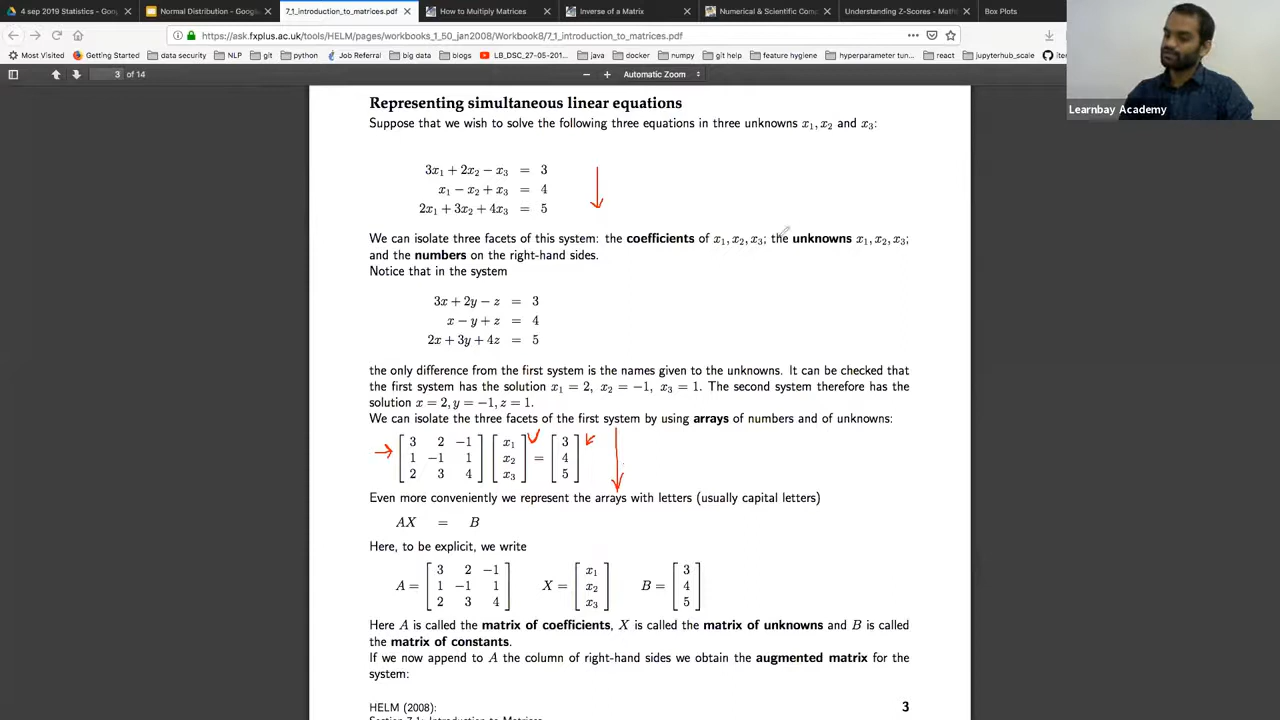 4 sep 2019 Statistics - Goog
Normal Distribution - Google
7_1_introduction_to_matrices.pdf
How to Multiply Matrices
Inverse of a Matrix
Numerical & Scientific Comp
Understanding Z-Scores - Math
Box Plots
https://ask.fxplus.ac.uk/tools/HELM/pages/workbooks_1_50_jan2008/Workbook8/7_1_introduction_to_matrices.pdf
Most Visited Getting Started statistics NLP git python Job Referral big data blogs LB_DSC_27-05-201... java docker numpy git help feature hygiene hyperparameter tun... react jupyterhub_scale
3 of 14
Automatic Zoom
Learnbay Academy
Representing simultaneous linear equations
Suppose that we wish to solve the following three equations in three unknowns x₁, x₂ and x₃:
3x₁ + 2x₂ − x₃ = 3
x₁ − x₂ + x₃ = 4
2x₁ + 3x₂ + 4x₃ = 5
We can isolate three facets of this system: the coefficients of x₁, x₂, x₃; the unknowns x₁, x₂, x₃;
and the numbers on the right-hand sides.
Notice that in the system
3x + 2y − z = 3
x − y + z = 4
2x + 3y + 4z = 5
the only difference from the first system is the names given to the unknowns. It can be checked that
the first system has the solution x₁ = 2, x₂ = −1, x₃ = 1. The second system therefore has the
solution x = 2, y = −1, z = 1.
We can isolate the three facets of the first system by using arrays of numbers and of unknowns:
3 2 −1 x₁ 3
1 −1 1 x₂ = 4
2 3 4 x₃ 5
Even more conveniently we represent the arrays with letters (usually capital letters)
AX = B
Here, to be explicit, we write
3 2 −1 x₁ 3
A = 1 −1 1 X = x₂ B = 4
2 3 4 x₃ 5
Here A is called the matrix of coefficients, X is called the matrix of unknowns and B is called
the matrix of constants.
If we now append to A the column of right-hand sides we obtain the augmented matrix for the
system:
HELM (2008):
3
Section 7.1: Introduction to Matrices